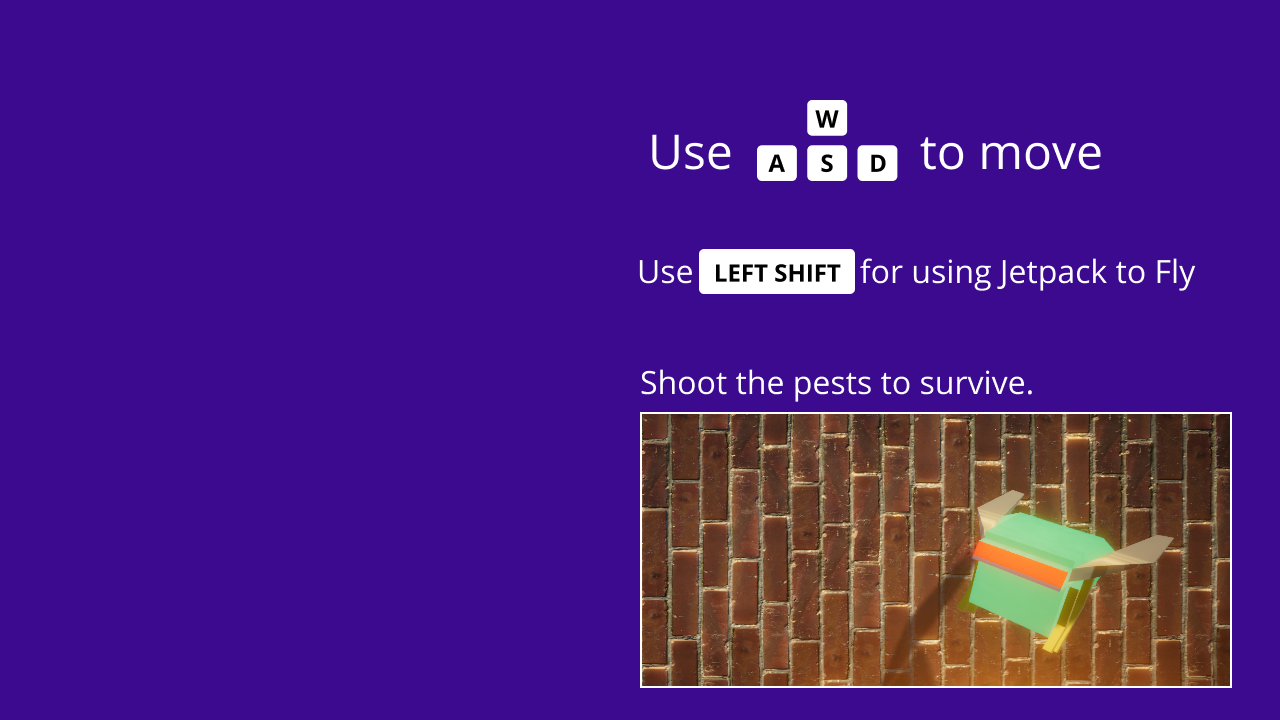 W
Use A S D to move
Use LEFT SHIFT for using Jetpack to Fly
Shoot the pests to survive.